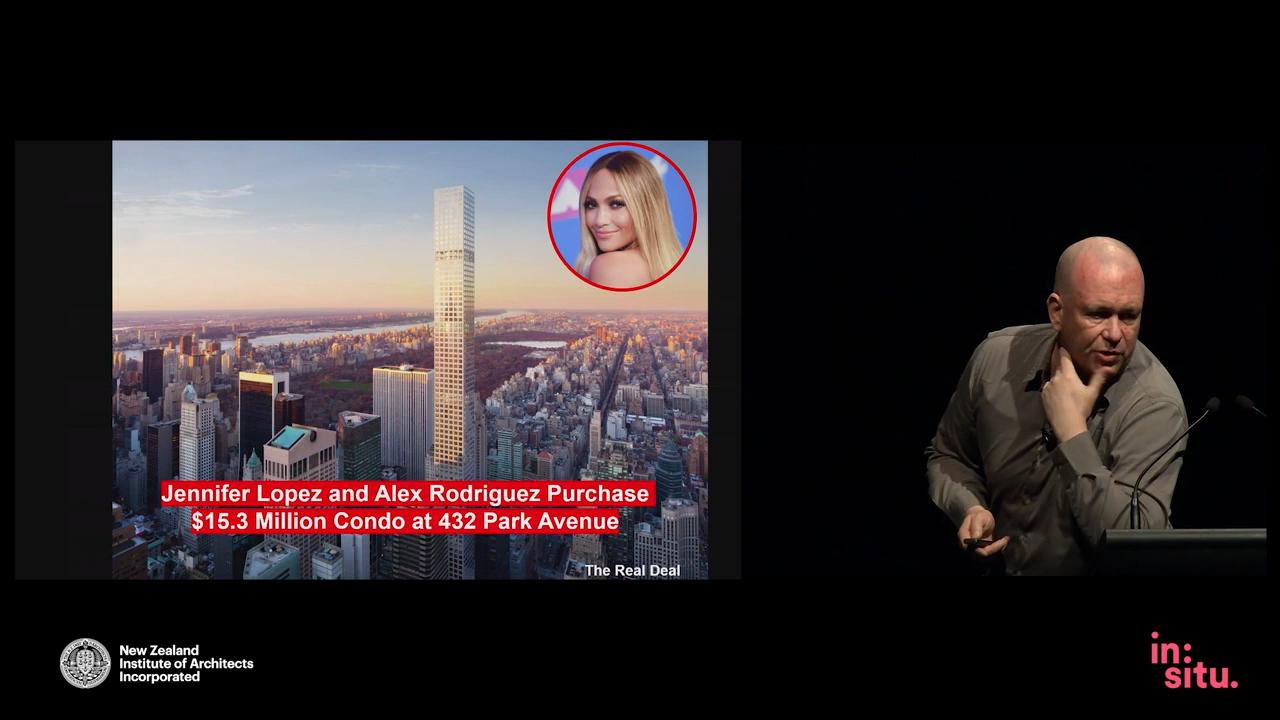 Jennifer Lopez and Alex Rodriguez Purchase
$15.3 Million Condo at 432 Park Avenue
The Real Deal
New Zealand
Institute of Architects
Incorporated
in:
situ.